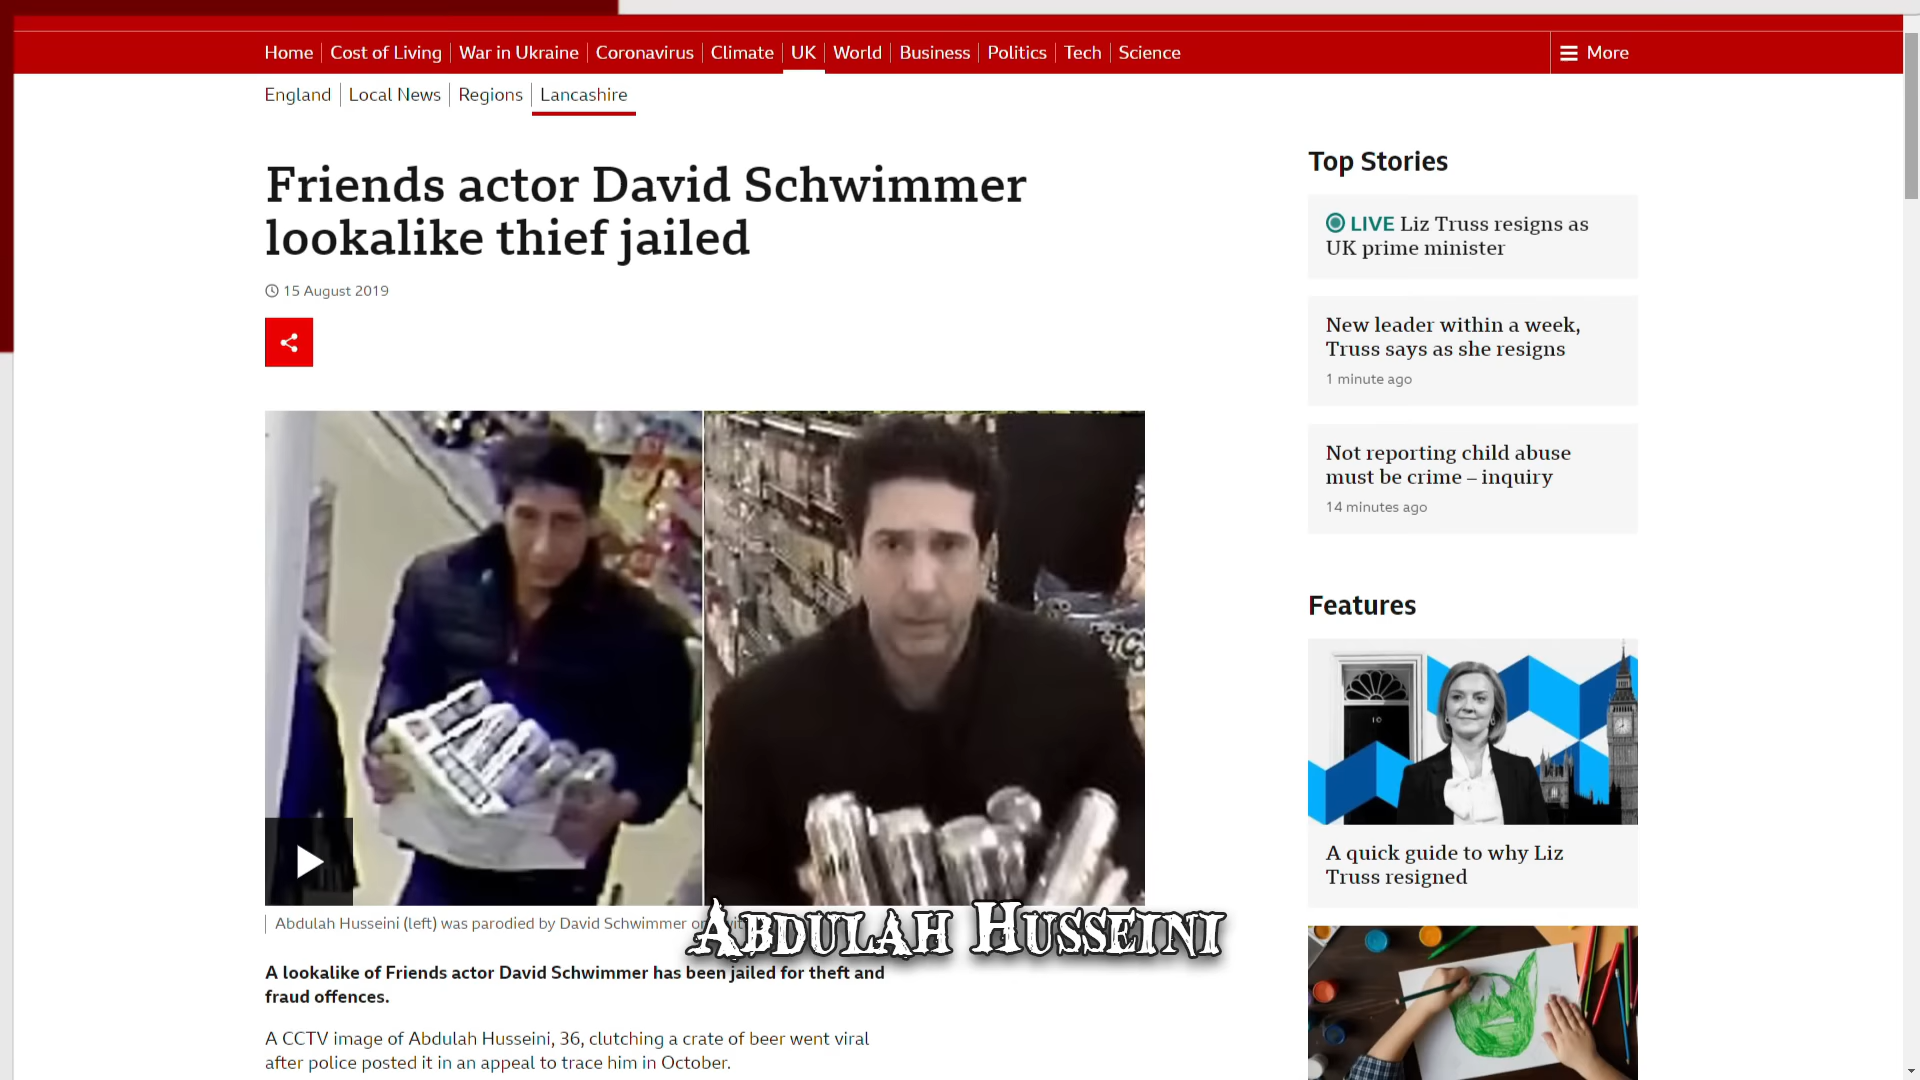 Home
Cost of Living
War in Ukraine
Coronavirus
Climate
UK
World
Business
Politics
Tech
Science
More
England
Local News
Regions
Lancashire
Friends actor David Schwimmer
lookalike thief jailed
15 August 2019
Abdulah Husseini (left) was parodied by David Schwimmer
Abdulah Husseini
A lookalike of Friends actor David Schwimmer has been jailed for theft and
fraud offences.
A CCTV image of Abdulah Husseini, 36, clutching a crate of beer went viral
after police posted it in an appeal to trace him in October.
Top Stories
LIVE Liz Truss resigns as
UK prime minister
New leader within a week,
Truss says as she resigns
1 minute ago
Not reporting child abuse
must be crime – inquiry
14 minutes ago
Features
10
A quick guide to why Liz
Truss resigned